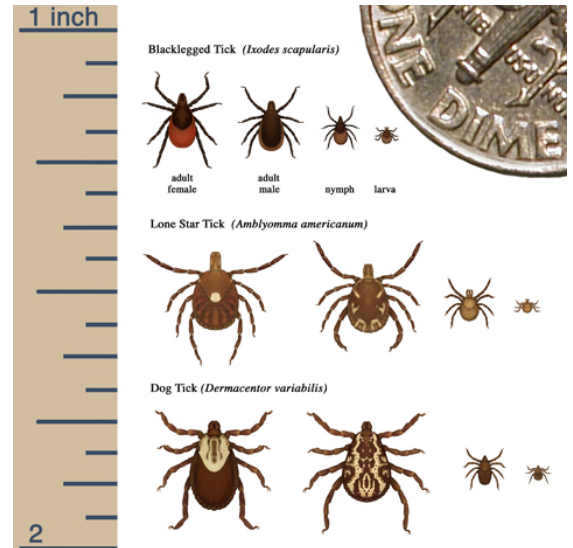 1 inch
Blacklegged Tick (Ixodes scapularis)
adult female
adult male
nymph
larva
ONE DIME
Lone Star Tick (Amblyomma americanum)
Dog Tick (Dermacentor variabilis)
2